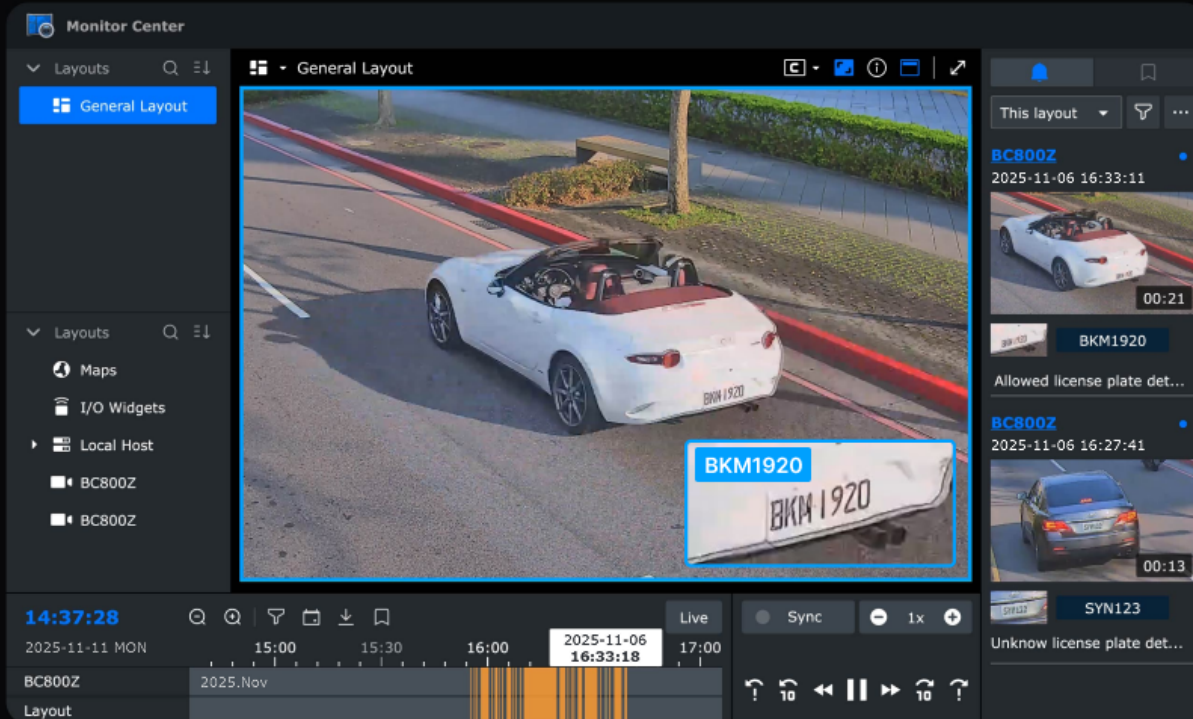 Monitor Center
Layouts
General Layout
General Layout
This layout
BC800Z
2025-11-06 16:33:11
BKM1920
00:21
BKM1920
BKM1920
BKM1920
Allowed license plate det...
BC800Z
2025-11-06 16:27:41
00:13
SYN123
Unknow license plate det...
Layouts
Maps
I/O Widgets
Local Host
BC800Z
BC800Z
14:37:28
2025-11-11 MON
Live
Sync
1x
15:00
15:30
16:00
2025-11-06
16:33:18
17:00
BC800Z
2025.Nov
Layout
10
10